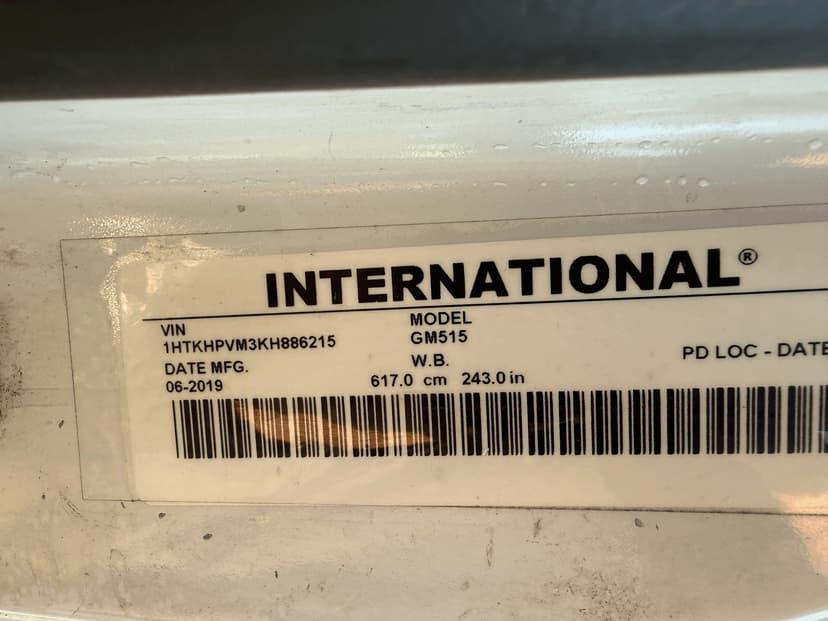 INTERNATIONAL®
VIN
1HTKHPVM3KH886215
MODEL
GM515
DATE MFG.
06-2019
W.B.
617.0 cm 243.0 in
PD LOC - DATE